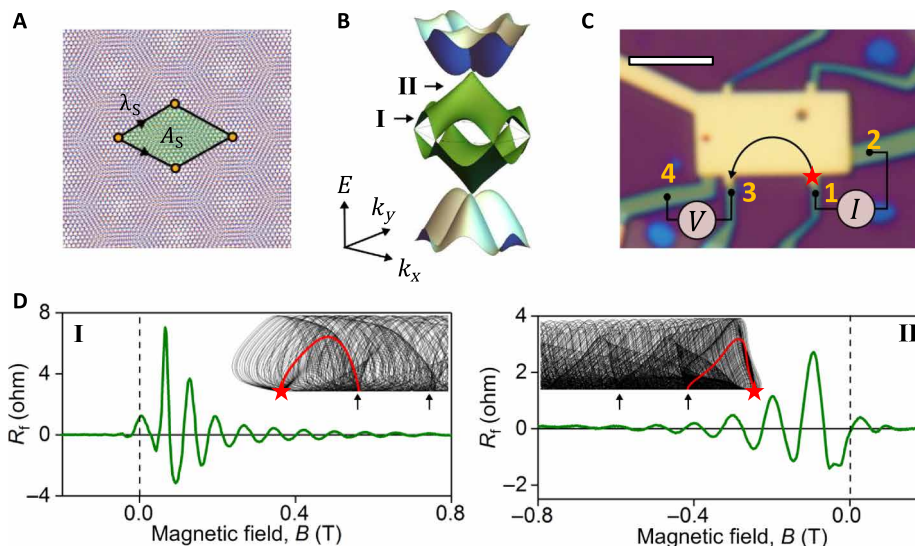 A
λS
AS
B
II
I
E
ky
kx
C
2
4
3
1
V
I
D
8
4
0
−4
Rf (ohm)
I
0.0
0.4
0.8
Magnetic field, B (T)
4
2
0
−2
Rf (ohm)
II
−0.8
−0.4
0.0
Magnetic field, B (T)